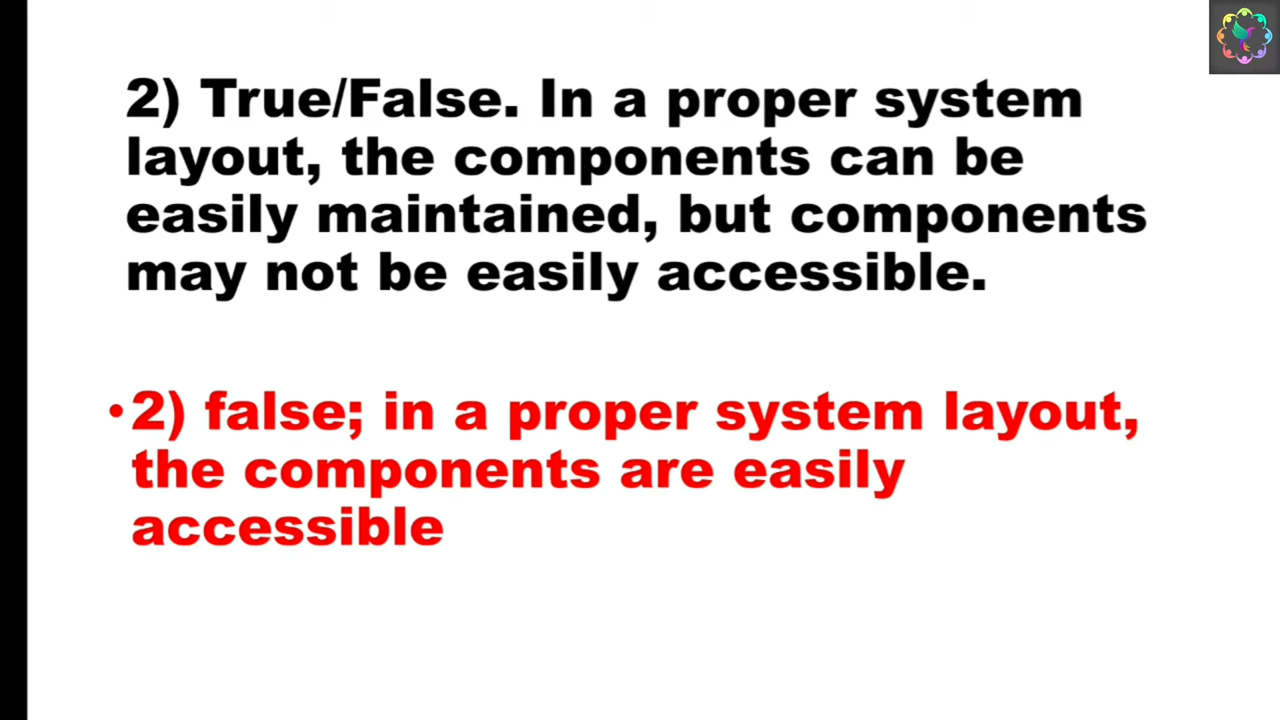 2) True/False. In a proper system
layout, the components can be
easily maintained, but components
may not be easily accessible.
•2) false; in a proper system layout,
the components are easily
accessible